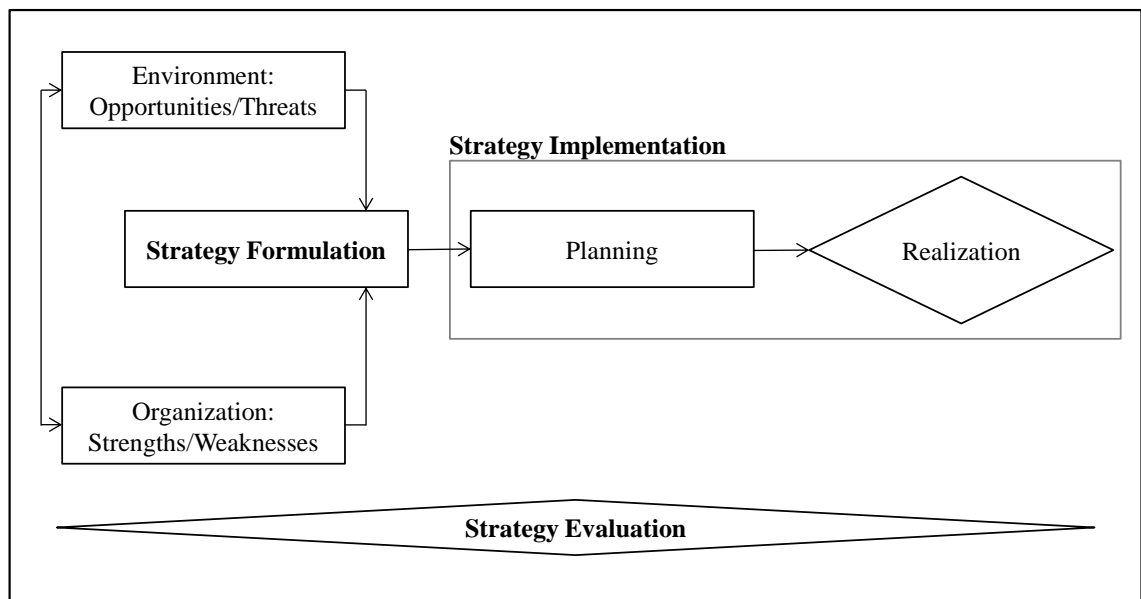 Environment:
Opportunities/Threats
Strategy Implementation
Strategy Formulation
Planning
Realization
Organization:
Strengths/Weaknesses
Strategy Evaluation